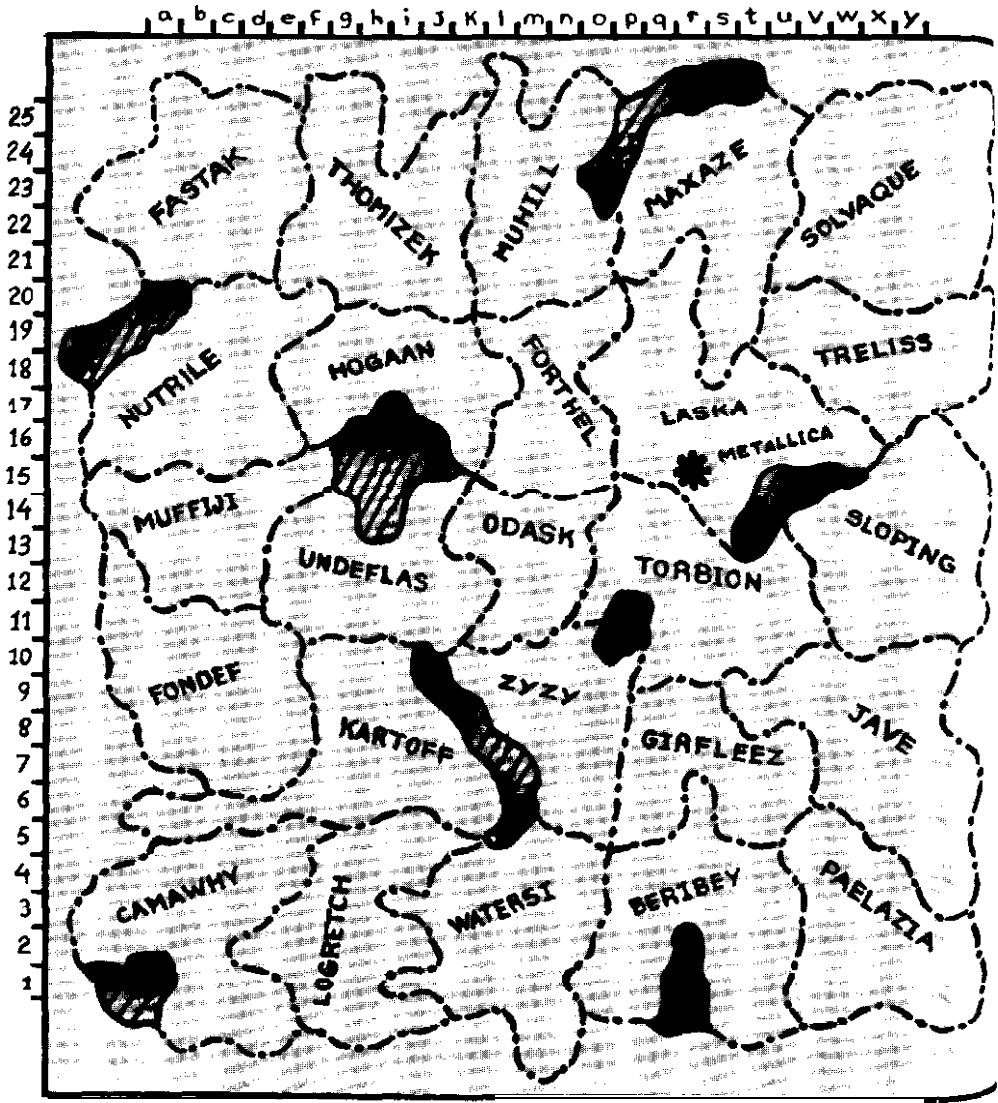 a b c d e f g h i j k l m n o p q r s t u v w x y
25
24
23
22
21
20
19
18
17
16
15
14
13
12
11
10
9
8
7
6
5
4
3
2
1
FASTAK
THOMIZEK
MUHILL
MAXAZE
SOLVAQUE
NUTRILE
HOGAAN
FORTHEL
TRELISS
LASKA
METALLICA
MUFFIJI
UNDEFLAS
ODASK
TORBION
SLOPING
FONDEF
KARTOFF
ZYZY
GIRFLEEZ
JAVE
CAMAWHY
LOGRETCH
WATERSI
BERIBEY
PAELAZIA